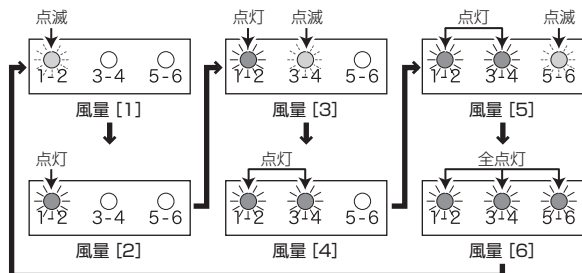 点滅 点灯 点滅 点灯 点滅
1-2 3-4 5-6 1-2 3-4 5-6 1-2 3-4 5-6
風量 [1] 風量 [3] 風量 [5]
点灯 点灯 全点灯
1-2 3-4 5-6 1-2 3-4 5-6 1-2 3-4 5-6
風量 [2] 風量 [4] 風量 [6]